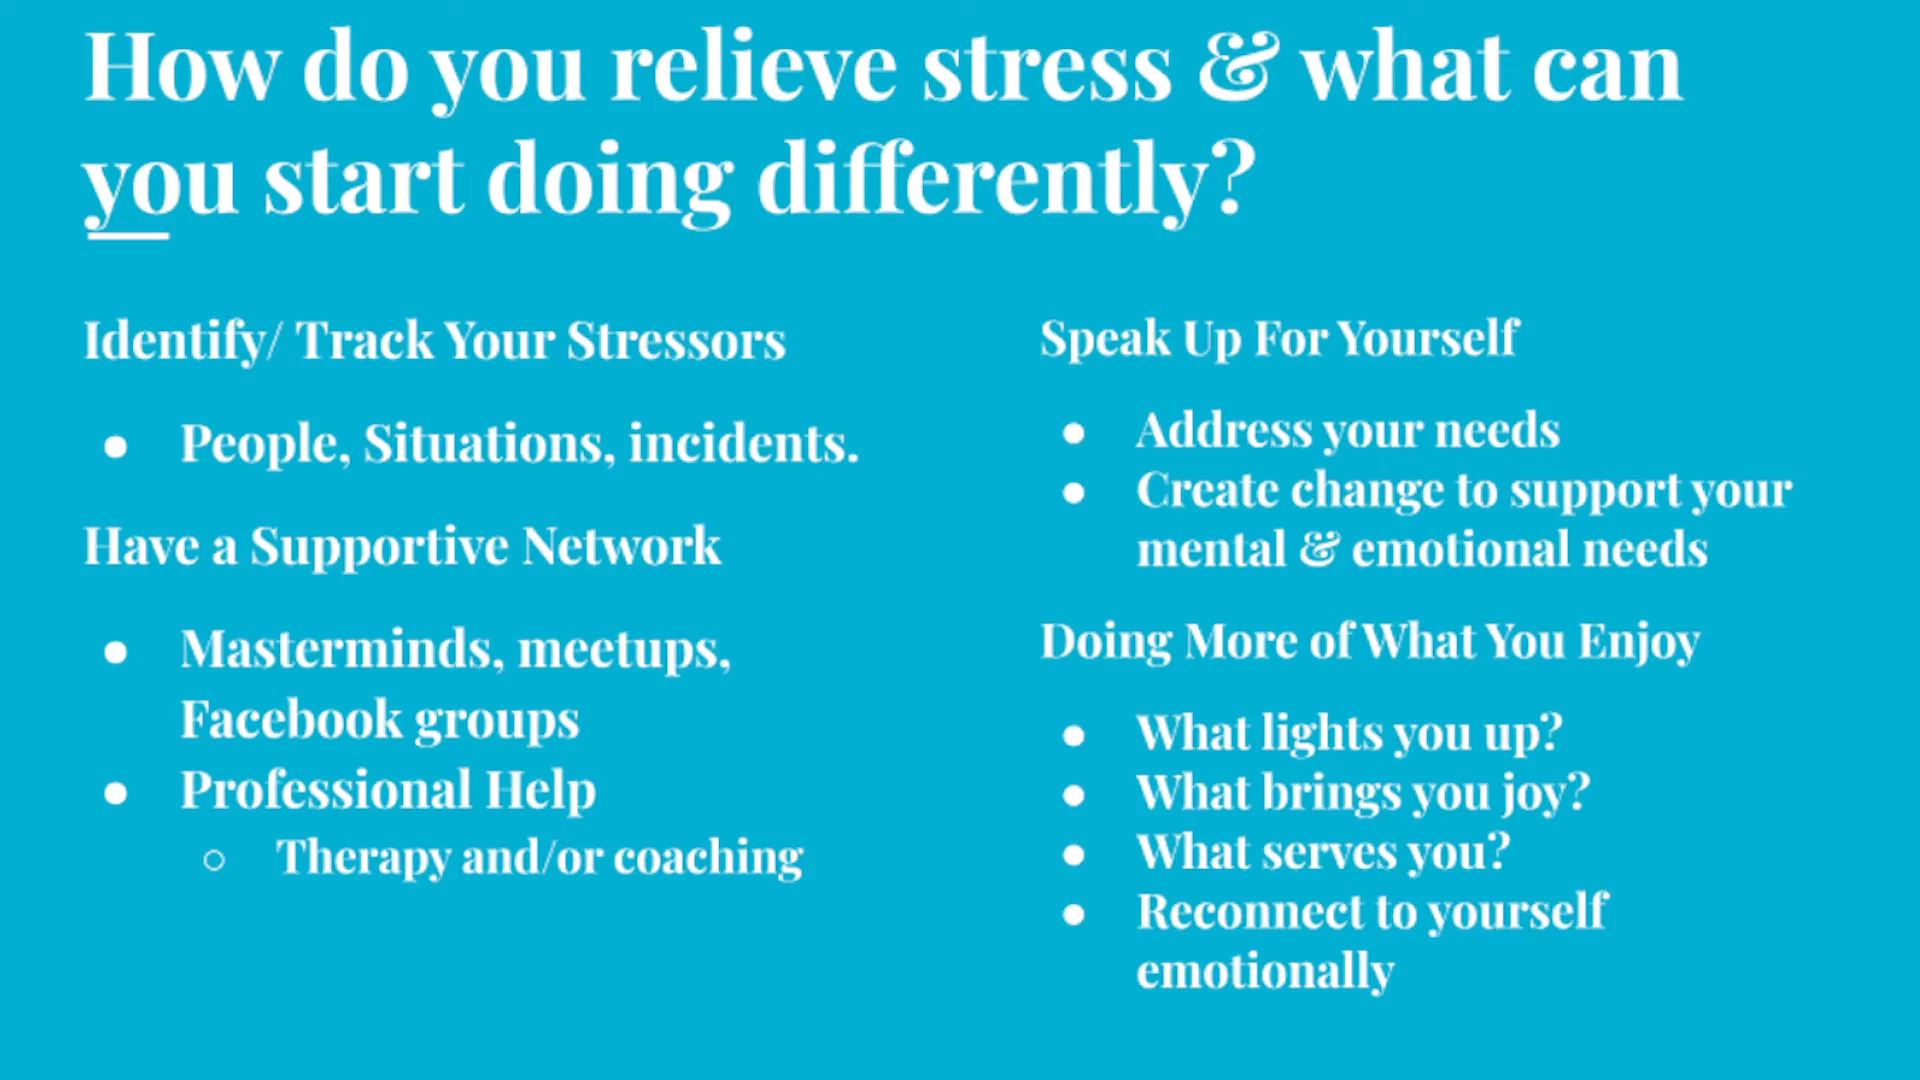 How do you relieve stress & what can
you start doing differently?
Identify/ Track Your Stressors
● People, Situations, incidents.
Have a Supportive Network
● Masterminds, meetups,
Facebook groups
● Professional Help
○ Therapy and/or coaching
Speak Up For Yourself
● Address your needs
● Create change to support your
mental & emotional needs
Doing More of What You Enjoy
● What lights you up?
● What brings you joy?
● What serves you?
● Reconnect to yourself
emotionally